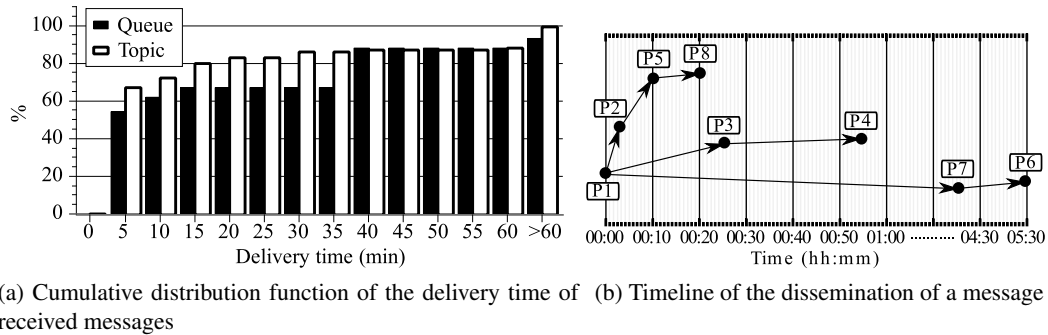 100
80
60
40
20
0
%
Queue
Topic
0 5 10 15 20 25 30 35 40 45 50 55 60 >60
Delivery time (min)
P5 P8
P2
P3 P4
P1
P7 P6
00:00 00:10 00:20 00:30 00:40 00:50 01:00 ......... 04:30 05:30
Time (hh:mm)
(a) Cumulative distribution function of the delivery time of
received messages
(b) Timeline of the dissemination of a message